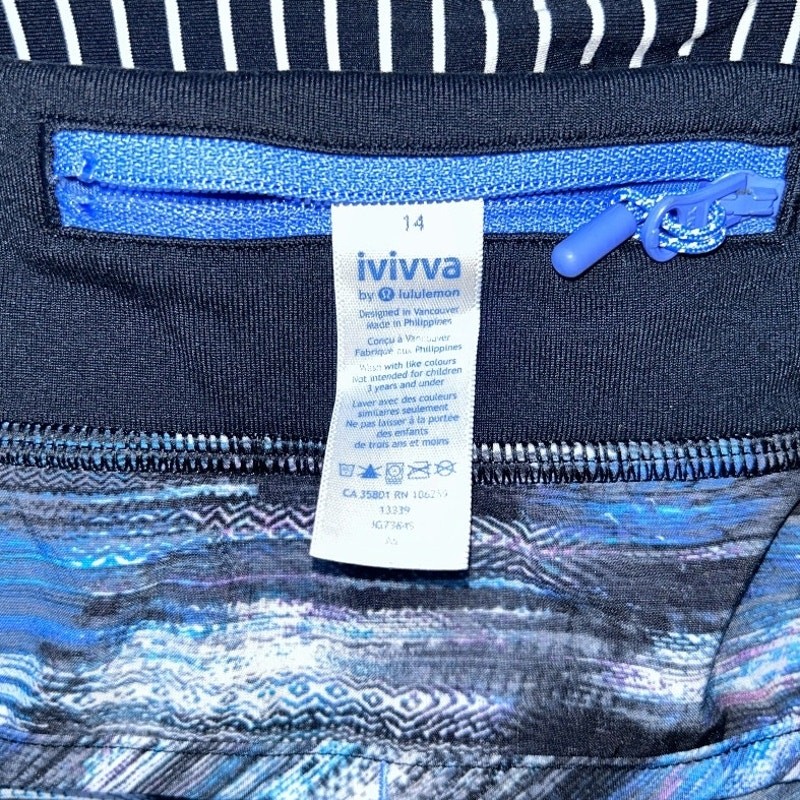 14
ivivva
by lululemon
Designed in Vancouver
Made in Philippines
Conçu à Vancouver
Fabriqué aux Philippines
Wash with like colours
Not intended for children
3 years and under
Laver avec des couleurs
similaires seulement
Ne pas laisser à la portée
des enfants
de trois ans et moins
CA 35801 RN
13339